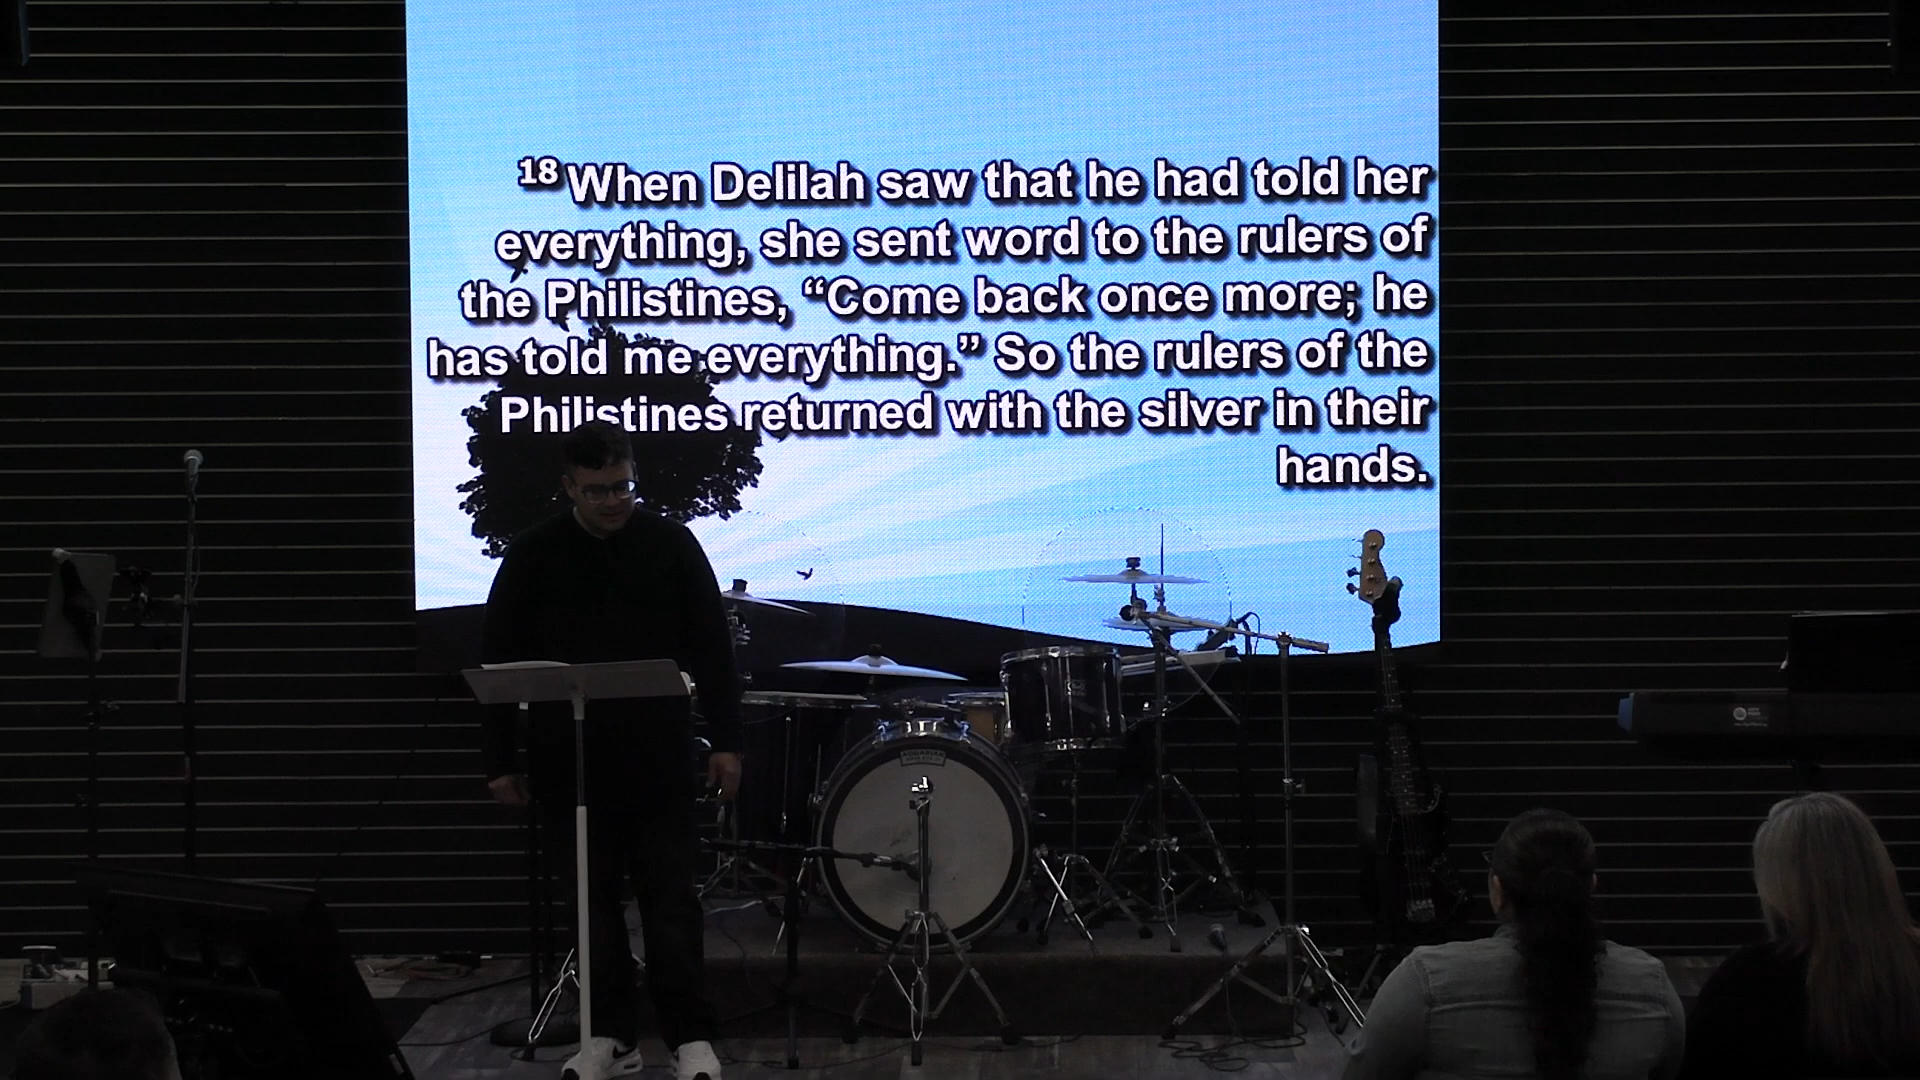 18 When Delilah saw that he had told her
everything, she sent word to the rulers of
the Philistines, “Come back once more; he
has told me everything.” So the rulers of the
Philistines returned with the silver in their
hands.